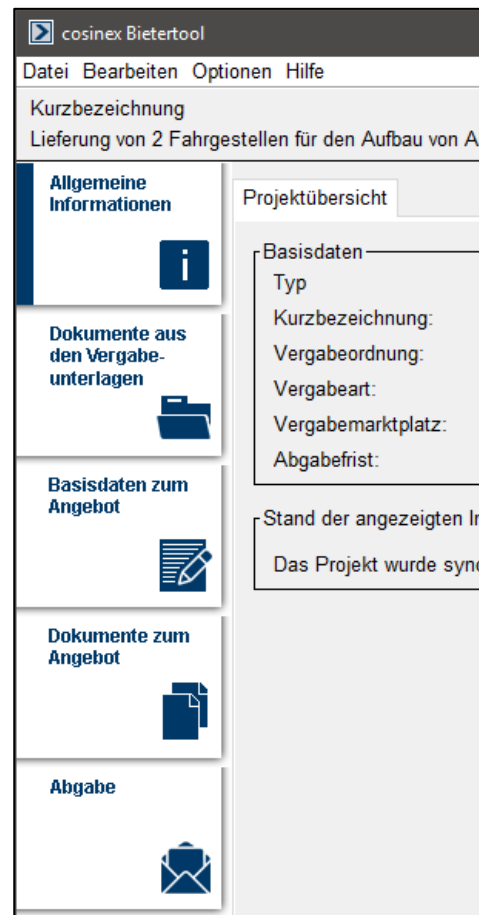 cosinex Bietertool
Datei Bearbeiten Optionen Hilfe
Kurzbezeichnung
Lieferung von 2 Fahrgestellen für den Aufbau von A
Allgemeine
Informationen
Projektübersicht
Basisdaten
Typ
Kurzbezeichnung:
Vergabeordnung:
Vergabeart:
Vergabemarktplatz:
Abgabefrist:
Dokumente aus
den Vergabe-
unterlagen
Basisdaten zum
Angebot
Stand der angezeigten
Das Projekt wurde
Dokumente zum
Angebot
Abgabe